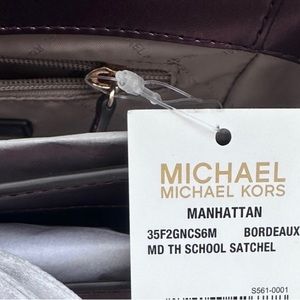 MICHAEL
MICHAEL KORS
MANHATTAN
35F2GNCS6M BORDEAUX
MD TH SCHOOL SATCHEL
S561-0001